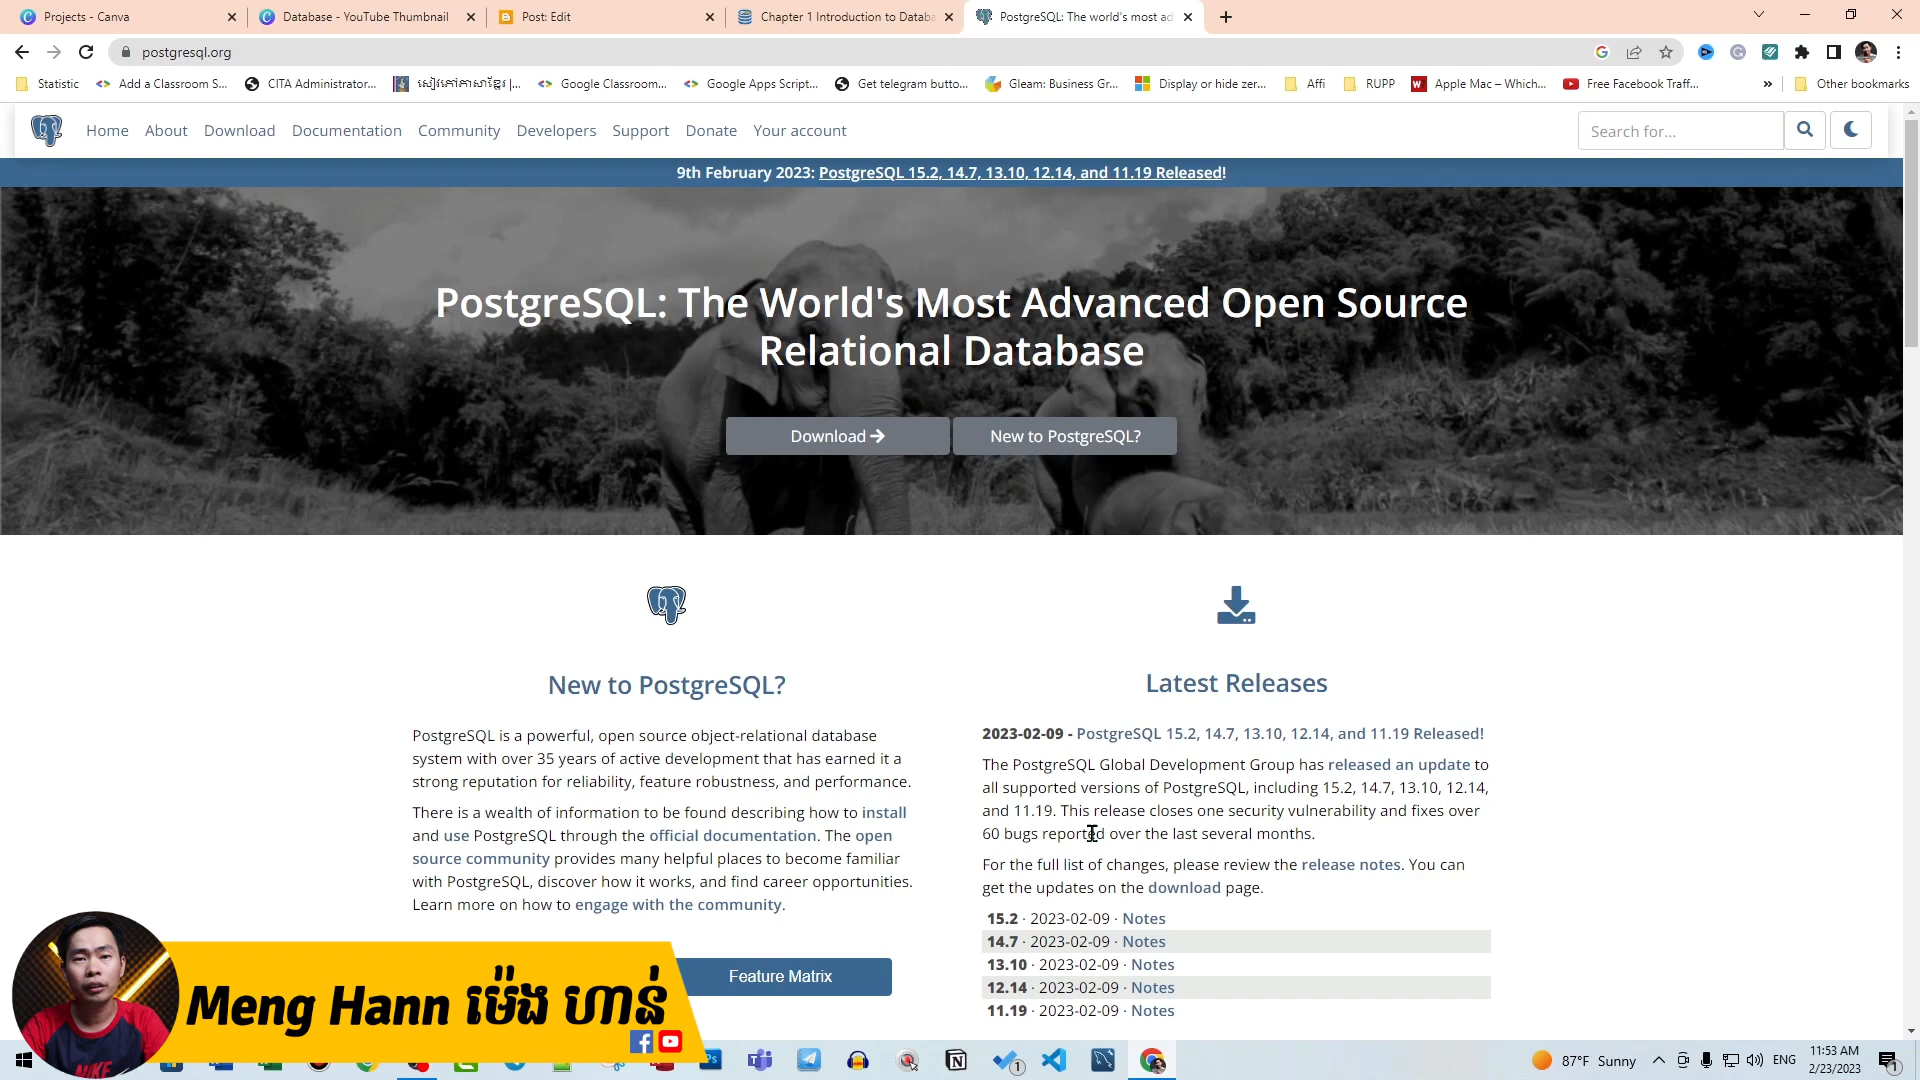 Projects - Canva
Database - YouTube Thumbnail
Post: Edit
Chapter 1 Introduction to Databa
PostgreSQL: The world's most ad
postgresql.org
Statistic
Add a Classroom S...
CITA Administrator...
សៀវភៅភាសាខ្មែរ |...
Google Classroom...
Google Apps Script...
Get telegram butto...
Gleam: Business Gr...
Display or hide zer...
Affi
RUPP
Apple Mac – Which...
Free Facebook Traff...
»
Other bookmarks
Home
About
Download
Documentation
Community
Developers
Support
Donate
Your account
Search for...
9th February 2023: PostgreSQL 15.2, 14.7, 13.10, 12.14, and 11.19 Released!
PostgreSQL: The World's Most Advanced Open Source
Relational Database
Download
New to PostgreSQL?
New to PostgreSQL?
PostgreSQL is a powerful, open source object-relational database
system with over 35 years of active development that has earned it a
strong reputation for reliability, feature robustness, and performance.
There is a wealth of information to be found describing how to install
and use PostgreSQL through the official documentation. The open
source community provides many helpful places to become familiar
with PostgreSQL, discover how it works, and find career opportunities.
Learn more on how to engage with the community.
Feature Matrix
Latest Releases
2023-02-09 - PostgreSQL 15.2, 14.7, 13.10, 12.14, and 11.19 Released!
The PostgreSQL Global Development Group has released an update to
all supported versions of PostgreSQL, including 15.2, 14.7, 13.10, 12.14,
and 11.19. This release closes one security vulnerability and fixes over
60 bugs reported over the last several months.
For the full list of changes, please review the release notes. You can
get the updates on the download page.
15.2 · 2023-02-09 · Notes
14.7 · 2023-02-09 · Notes
13.10 · 2023-02-09 · Notes
12.14 · 2023-02-09 · Notes
11.19 · 2023-02-09 · Notes
Meng Hann ម៉េង ហាន់
NIKE
87°F Sunny
ENG
11:53 AM
2/23/2023